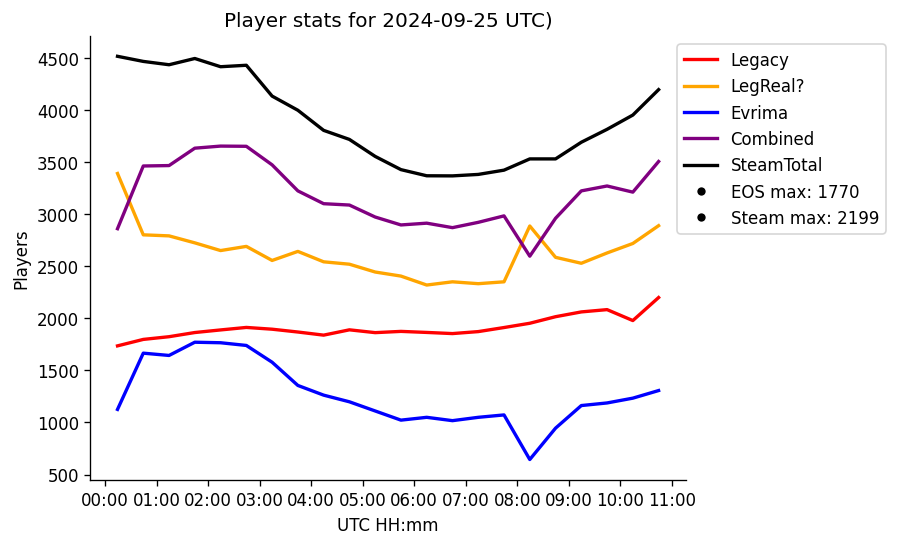 Player stats for 2024-09-25 UTC)
Legacy
LegReal?
Evrima
Combined
SteamTotal
EOS max: 1770
Steam max: 2199
Players
4500
4000
3500
3000
2500
2000
1500
1000
500
00:00 01:00 02:00 03:00 04:00 05:00 06:00 07:00 08:00 09:00 10:00 11:00
UTC HH:mm